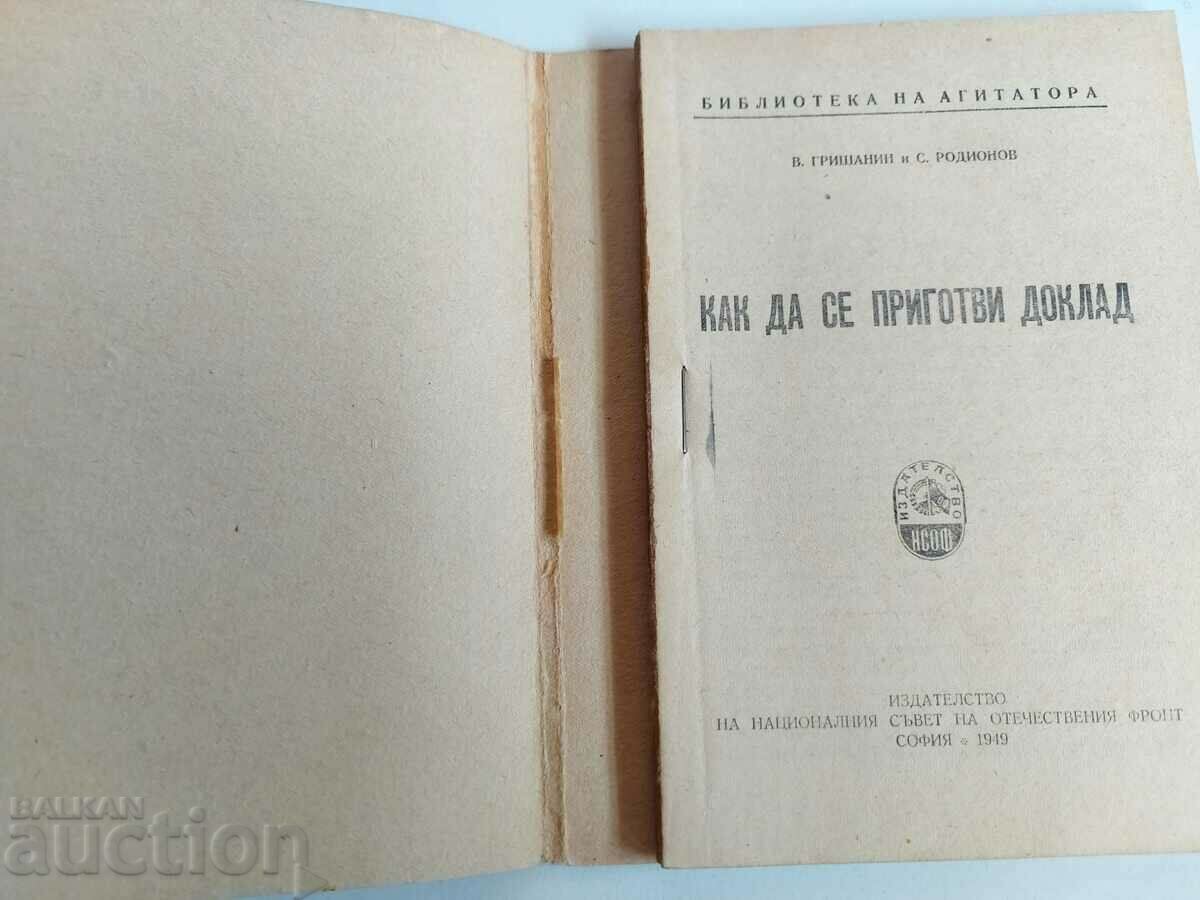 БИБЛИОТЕКА НА АГИТАТОРА
В. ГРИШАНИН и С. РОДИОНОВ
КАК ДА СЕ ПРИГОТВИ ДОКЛАД
ИЗДАТЕЛСТВО
НСОФ
ИЗДАТЕЛСТВО
НА НАЦИОНАЛНИЯ СЪВЕТ НА ОТЕЧЕСТВЕНИЯ ФРОНТ
СОФИЯ * 1949
BALKAN
auction